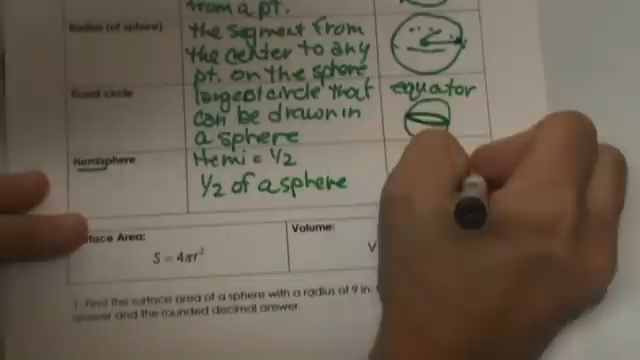 from a pt.
Radius (of sphere)
the segment from
the center to any
pt. on the sphere
Great circle
largest circle that
can be drawn in
a sphere
equator
Hemisphere
Hemi = 1/2
1/2 of a sphere
Surface Area:
S = 4πr²
Volume:
V
1. Find the surface area of a sphere with a radius of 9 in.
answer and the rounded decimal answer.